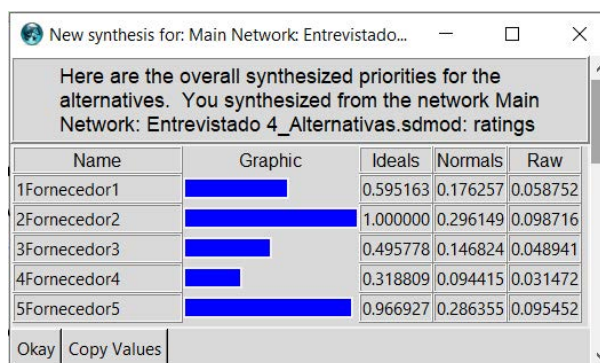 New synthesis for: Main Network: Entrevistado...
Here are the overall synthesized priorities for the
alternatives. You synthesized from the network Main
Network: Entrevistado 4_Alternativas.sdmod: ratings
Name Graphic Ideals Normals Raw
1Fornecedor1 0.595163 0.176257 0.058752
2Fornecedor2 1.000000 0.296149 0.098716
3Fornecedor3 0.495778 0.146824 0.048941
4Fornecedor4 0.318809 0.094415 0.031472
5Fornecedor5 0.966927 0.286355 0.095452
Okay Copy Values